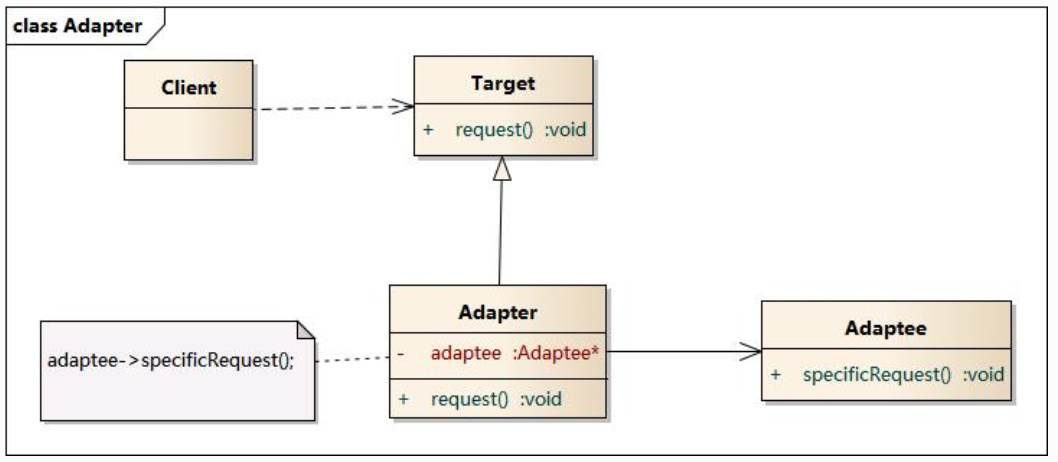 class Adapter
Client
Target
+ request() :void
Adapter
- adaptee :Adaptee*
+ request() :void
adaptee->specificRequest();
Adaptee
+ specificRequest() :void